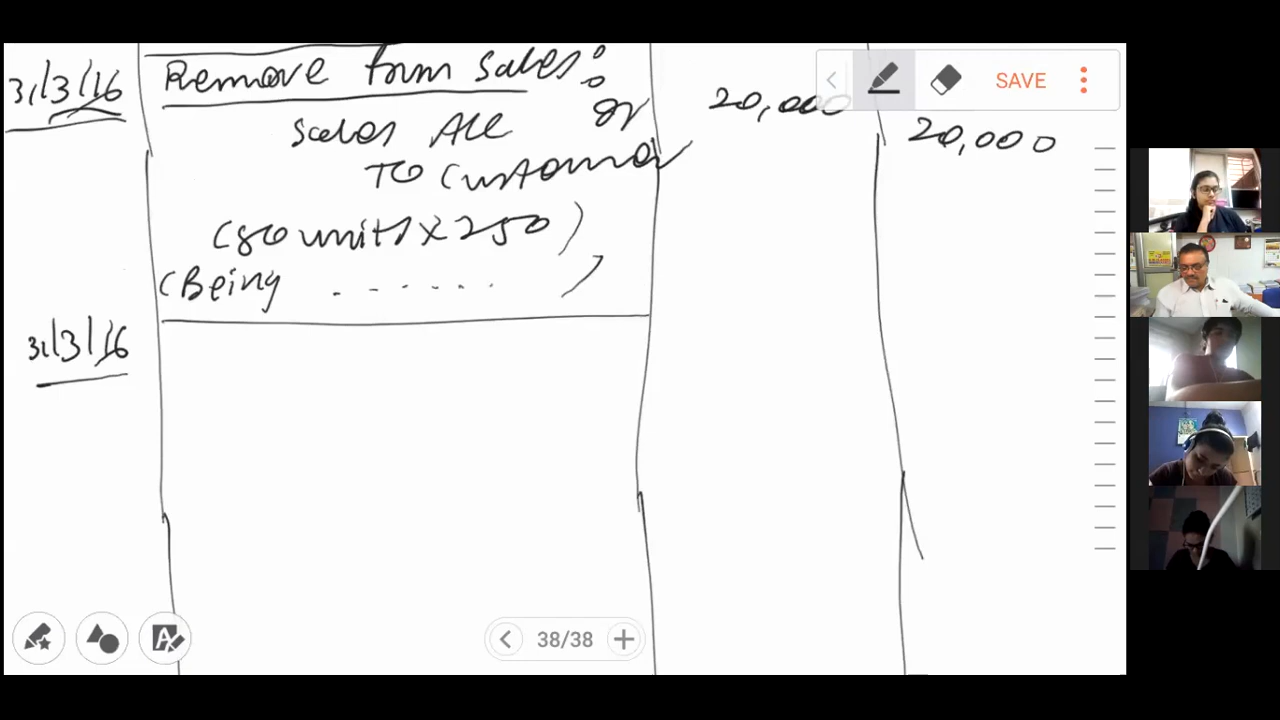 31/3/16 Remove form sales:
Sales A/c Dr 20,000
To Customer 20,000
(80 units X 250)
(Being ......)
31/3/16
SAVE
38/38